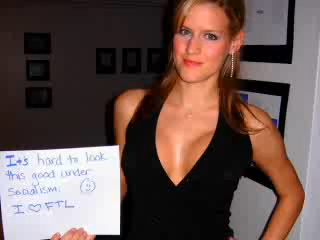 It's hard to look
this good under
Socialism. ☺
I ♡ FTL